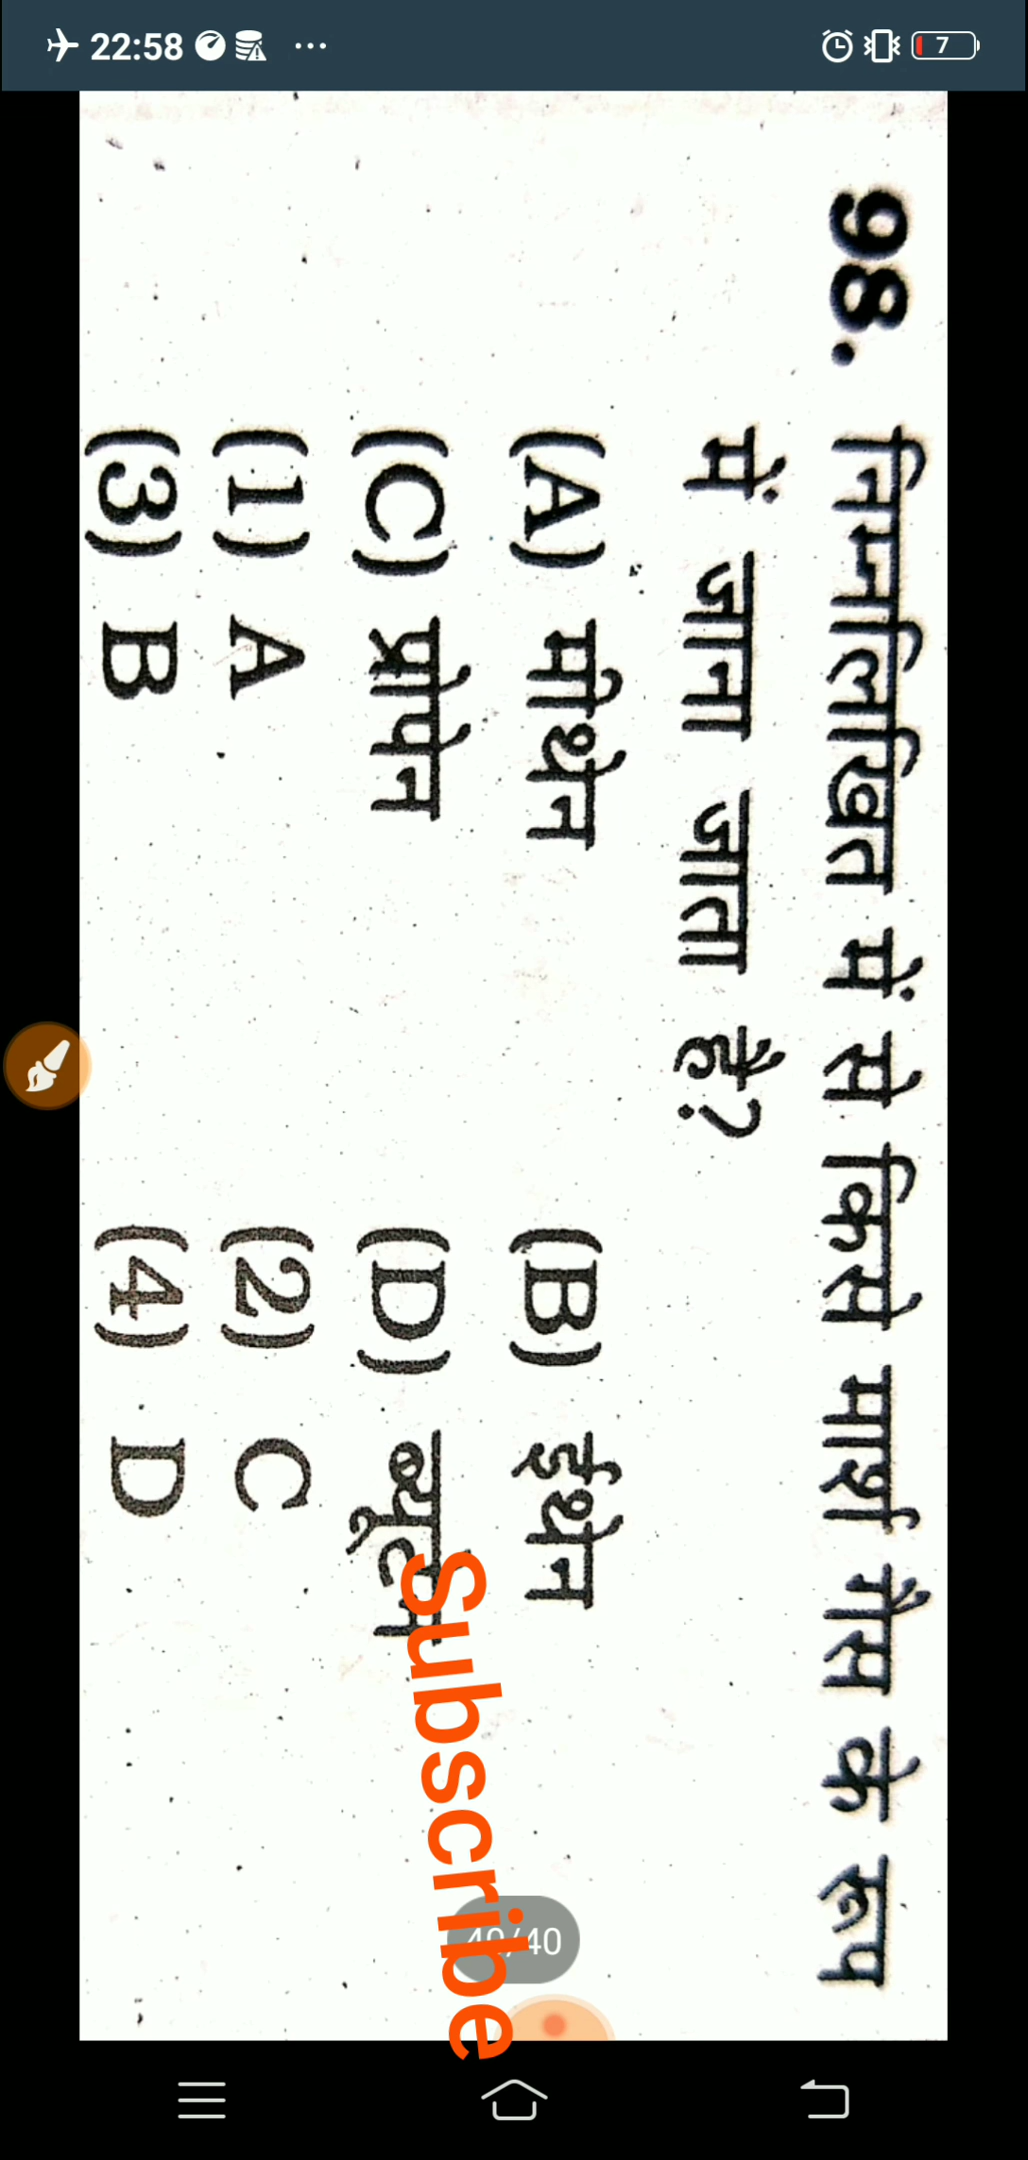 22:58
7
98. निम्नलिखित में से किसे मार्श गैस के रूप
में जाना जाता है?
(A) मीथेन (B) ईथेन
(C) प्रोपेन (D) ब्यूटेन
(1) A (2) C
(3) B (4) D
Subscribe
40/40